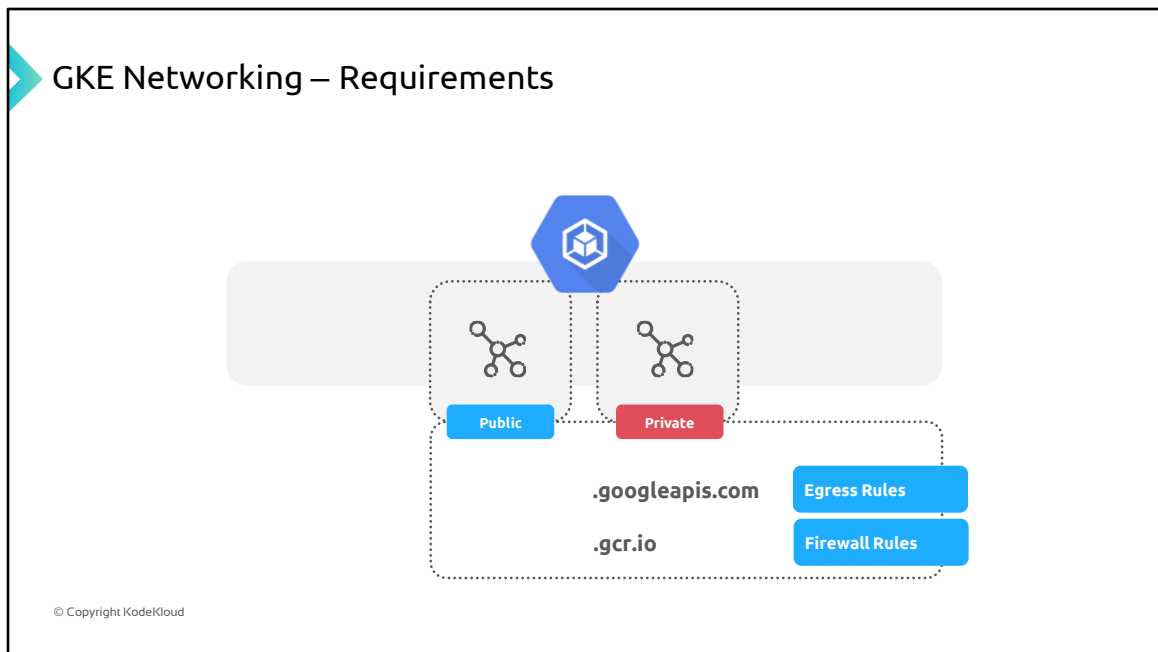 GKE Networking – Requirements
Public
Private
.googleapis.com
Egress Rules
.gcr.io
Firewall Rules
© Copyright KodeKloud